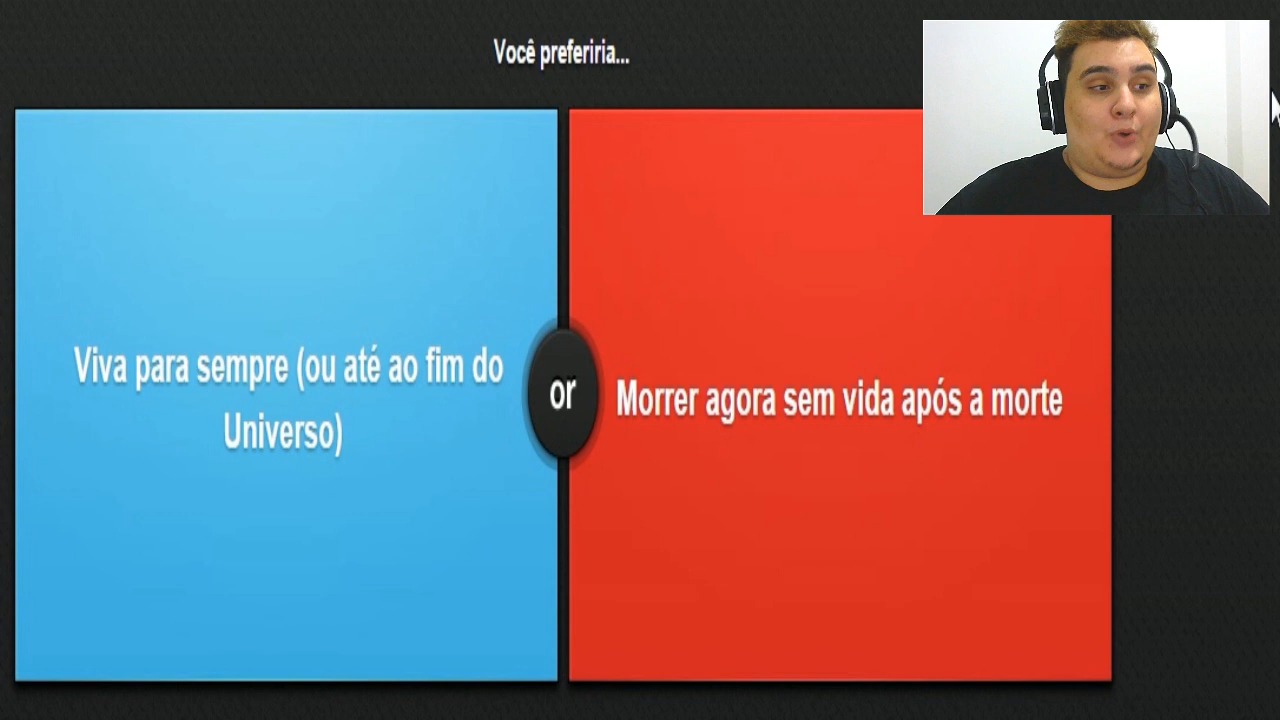 Você preferiria...
Viva para sempre (ou até ao fim do
Universo)
or
Morrer agora sem vida após a morte